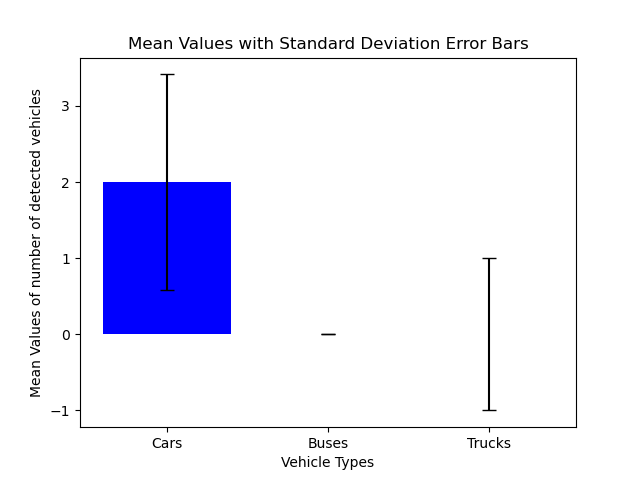 Mean Values with Standard Deviation Error Bars
Mean Values of number of detected vehicles
3
2
1
0
−1
Cars
Buses
Trucks
Vehicle Types